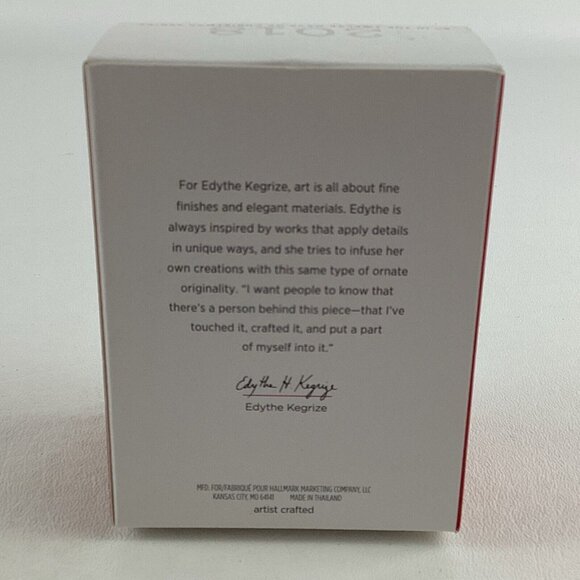 2019
For Edythe Kegrize, art is all about fine
finishes and elegant materials. Edythe is
always inspired by works that apply details
in unique ways, and she tries to infuse her
own creations with this same type of ornate
originality. "I want people to know that
there's a person behind this piece—that I've
touched it, crafted it, and put a part
of myself into it."
Edythe H Kegrize
Edythe Kegrize
MFD. FOR/FABRIQUÉ POUR HALLMARK MARKETING COMPANY, LLC
KANSAS CITY, MO 64141 MADE IN THAILAND
artist crafted